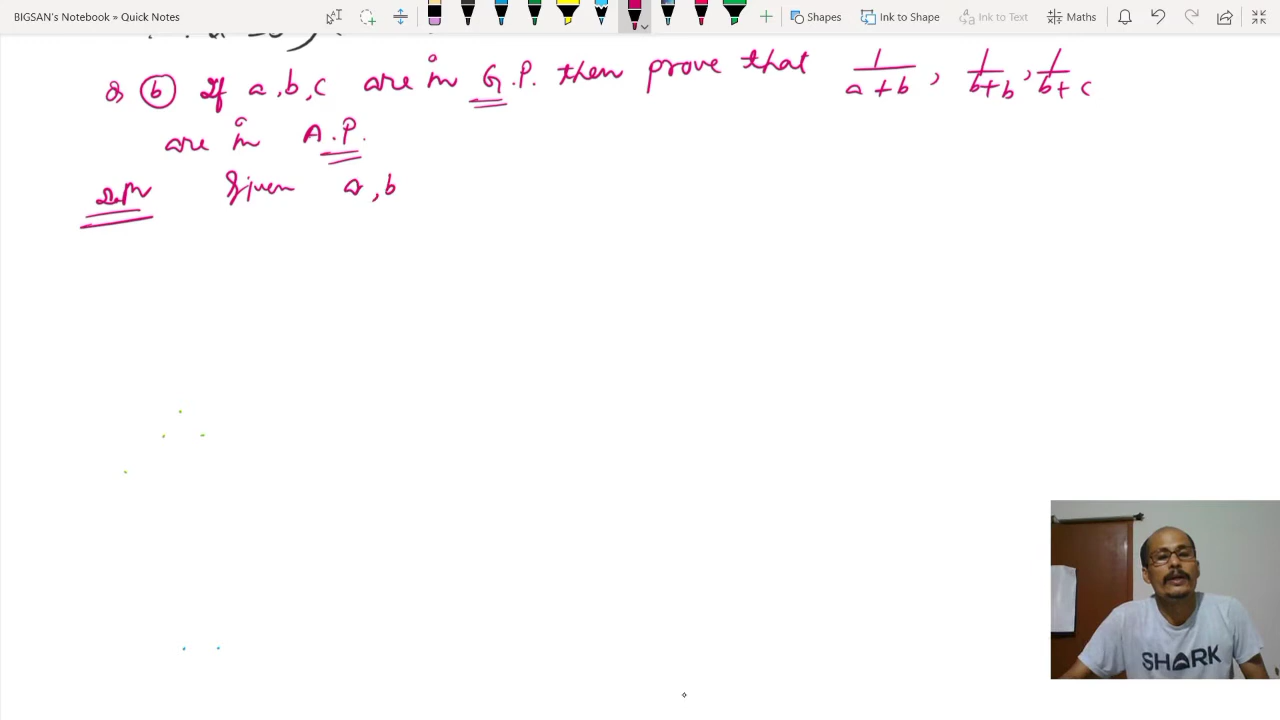 BIGSAN's Notebook » Quick Notes
Shapes
Ink to Shape
Ink to Text
Maths
Q (b) If a, b, c are in G.P. then prove that 1/(a+b), 1/(b+b), 1/(b+c)
are in A.P.
Soln Given a, b
SHARK